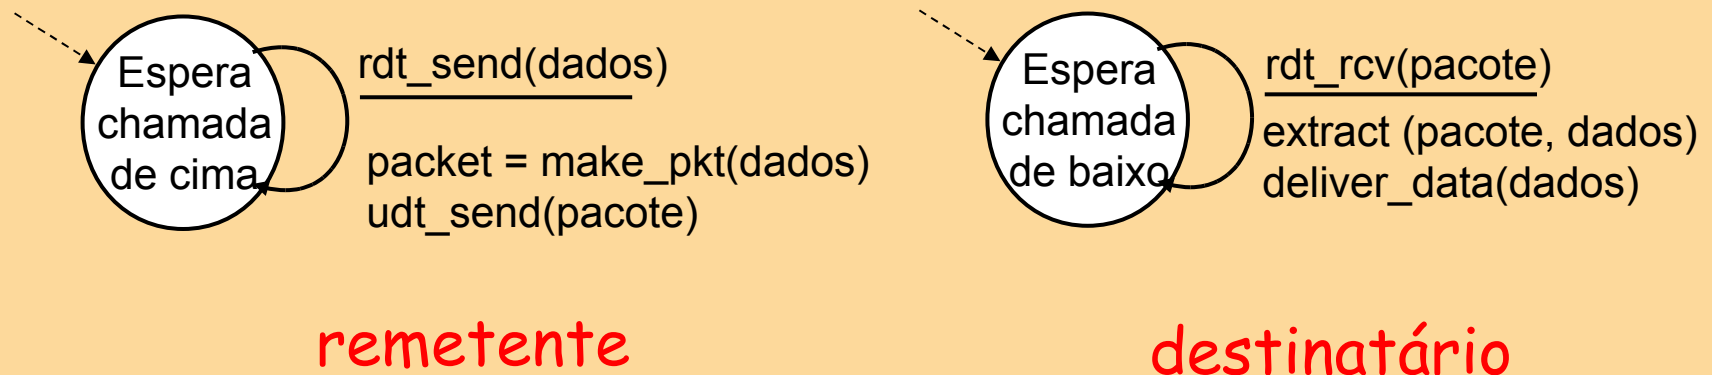 Espera
chamada
de cima
rdt_send(dados)
packet = make_pkt(dados)
udt_send(pacote)
remetente
Espera
chamada
de baixo
rdt_rcv(pacote)
extract (pacote, dados)
deliver_data(dados)
destinatário